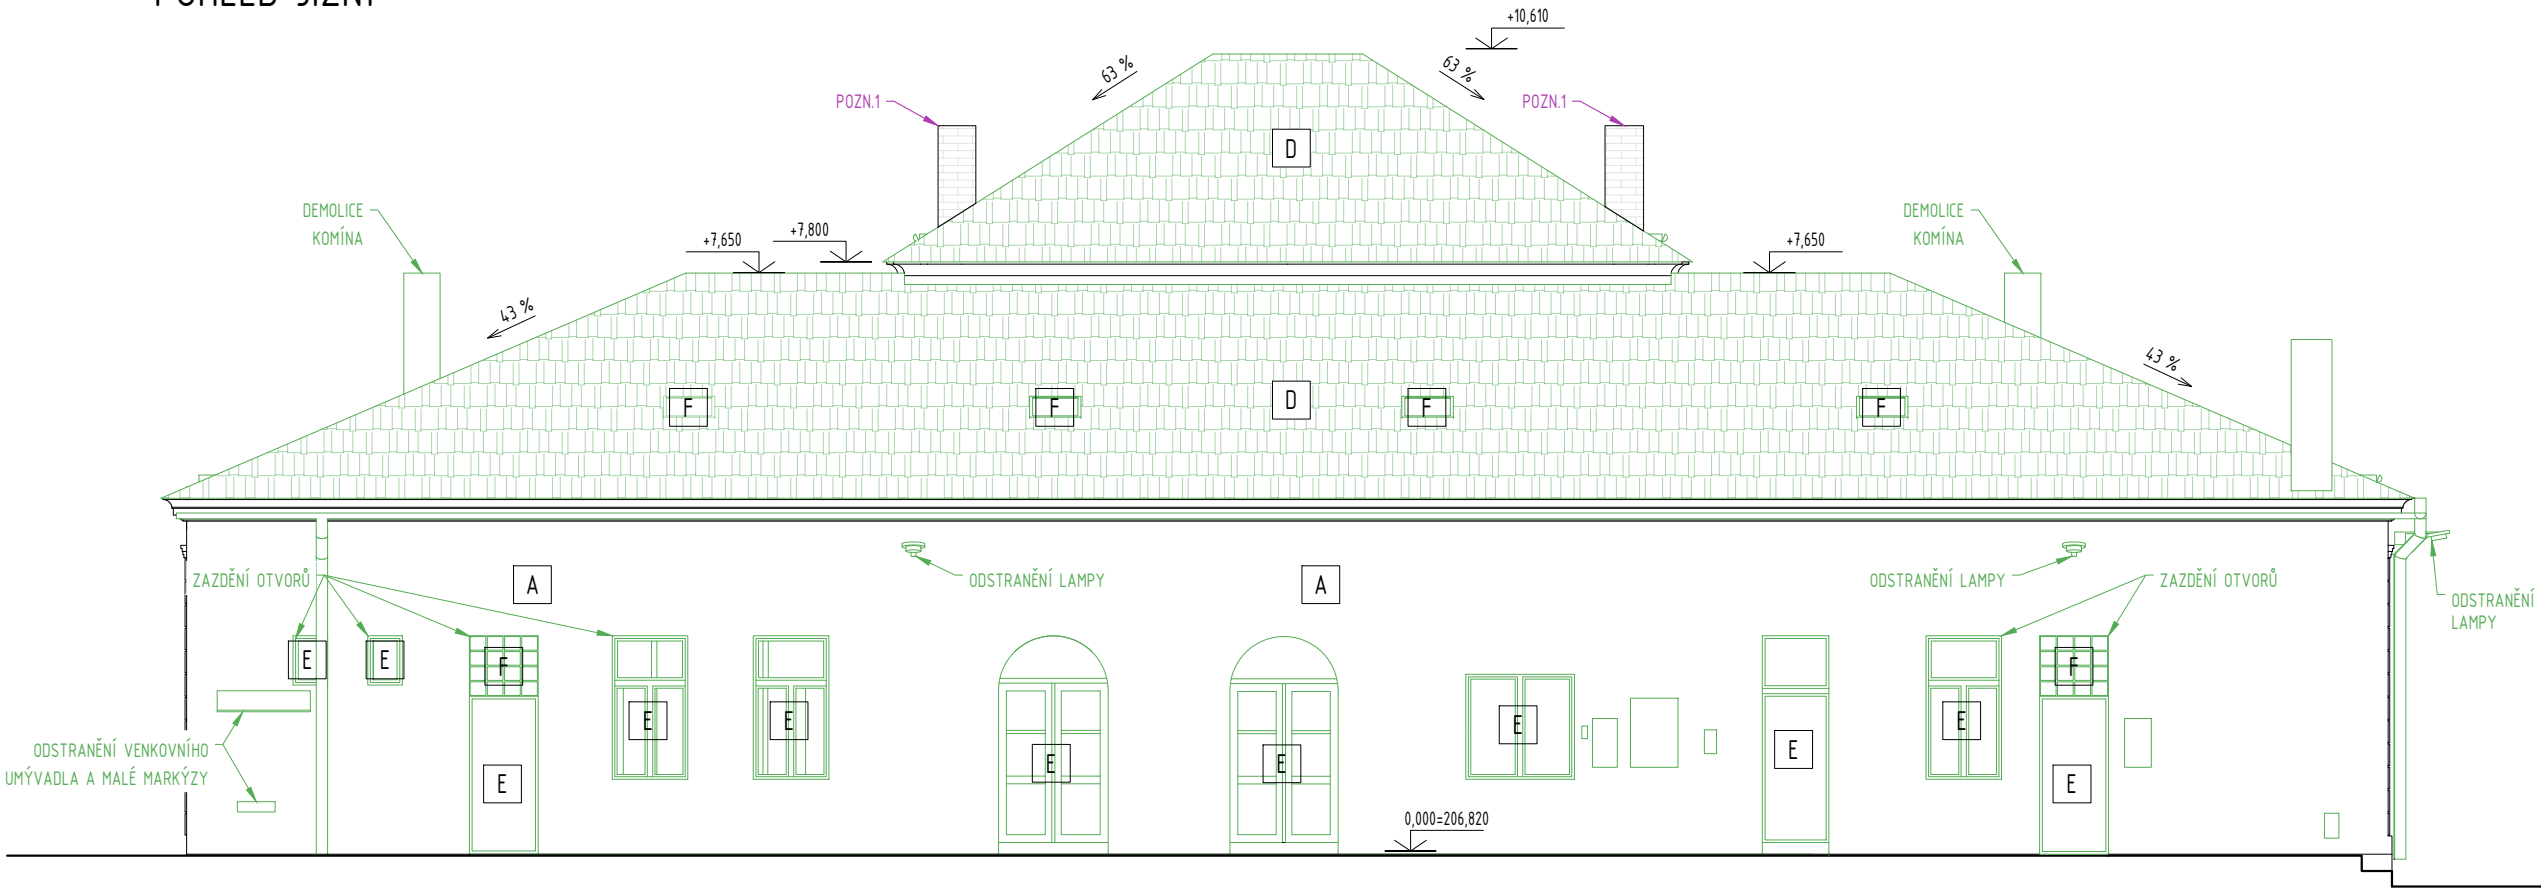 POHLED JIŽNÍ
+10,610
63 %
63 %
POZN.1
POZN.1
D
DEMOLICE
KOMÍNA
DEMOLICE
KOMÍNA
+7,650
+7,800
+7,650
43 %
43 %
F
F
D
F
F
ZAZDĚNÍ OTVORŮ
A
ODSTRANĚNÍ LAMPY
A
ODSTRANĚNÍ LAMPY
ZAZDĚNÍ OTVORŮ
ODSTRANĚNÍ
LAMPY
E
E
F
F
E
E
E
E
E
E
E
E
E
ODSTRANĚNÍ VENKOVNÍHO
UMÝVADLA A MALÉ MARKÝZY
0,000=206,820